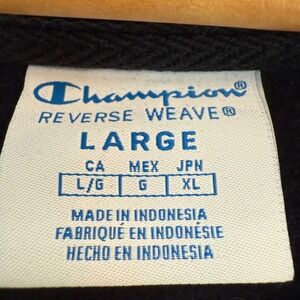 Champion®
REVERSE WEAVE®
LARGE
CA MEX JPN
L/G G XL
MADE IN INDONESIA
FABRIQUÉ EN INDONÉSIE
HECHO EN INDONESIA